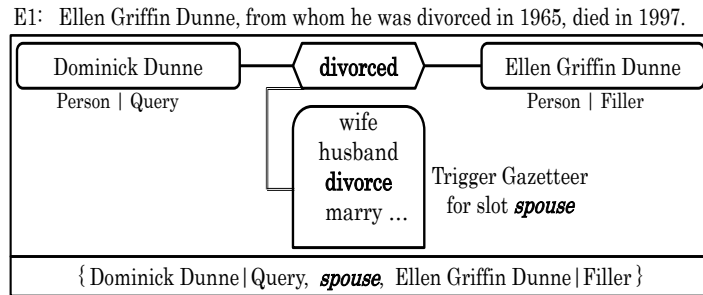 E1: Ellen Griffin Dunne, from whom he was divorced in 1965, died in 1997.
Dominick Dunne
divorced
Ellen Griffin Dunne
Person | Query
Person | Filler
wife
husband
divorce
marry ...
Trigger Gazetteer
for slot spouse
{Dominick Dunne|Query, spouse, Ellen Griffin Dunne|Filler}